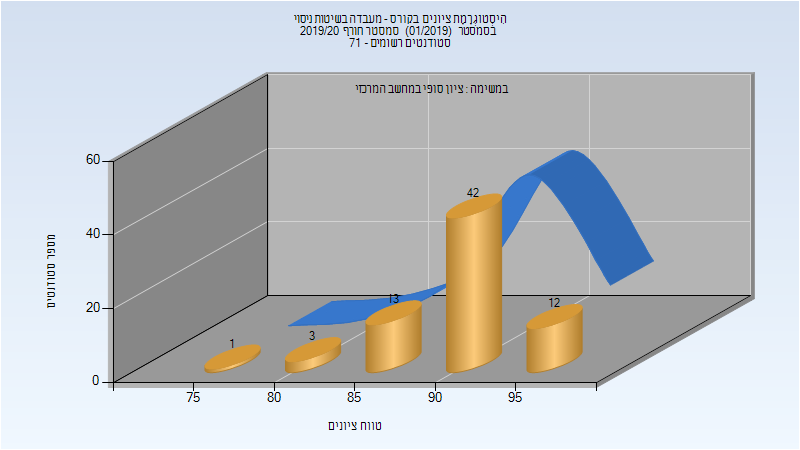 היסטוגרמת ציונים בקורס - מעבדה בשיטות ניסוי
בסמסטר (01/2019) סמסטר חורף 2019/20
סטודנטים רשומים - 71
במשימה : ציון סופי במחשב המרכזי
מספר סטודנטים
60
40
20
0
1
3
13
42
12
75
80
85
90
95
טווח ציונים